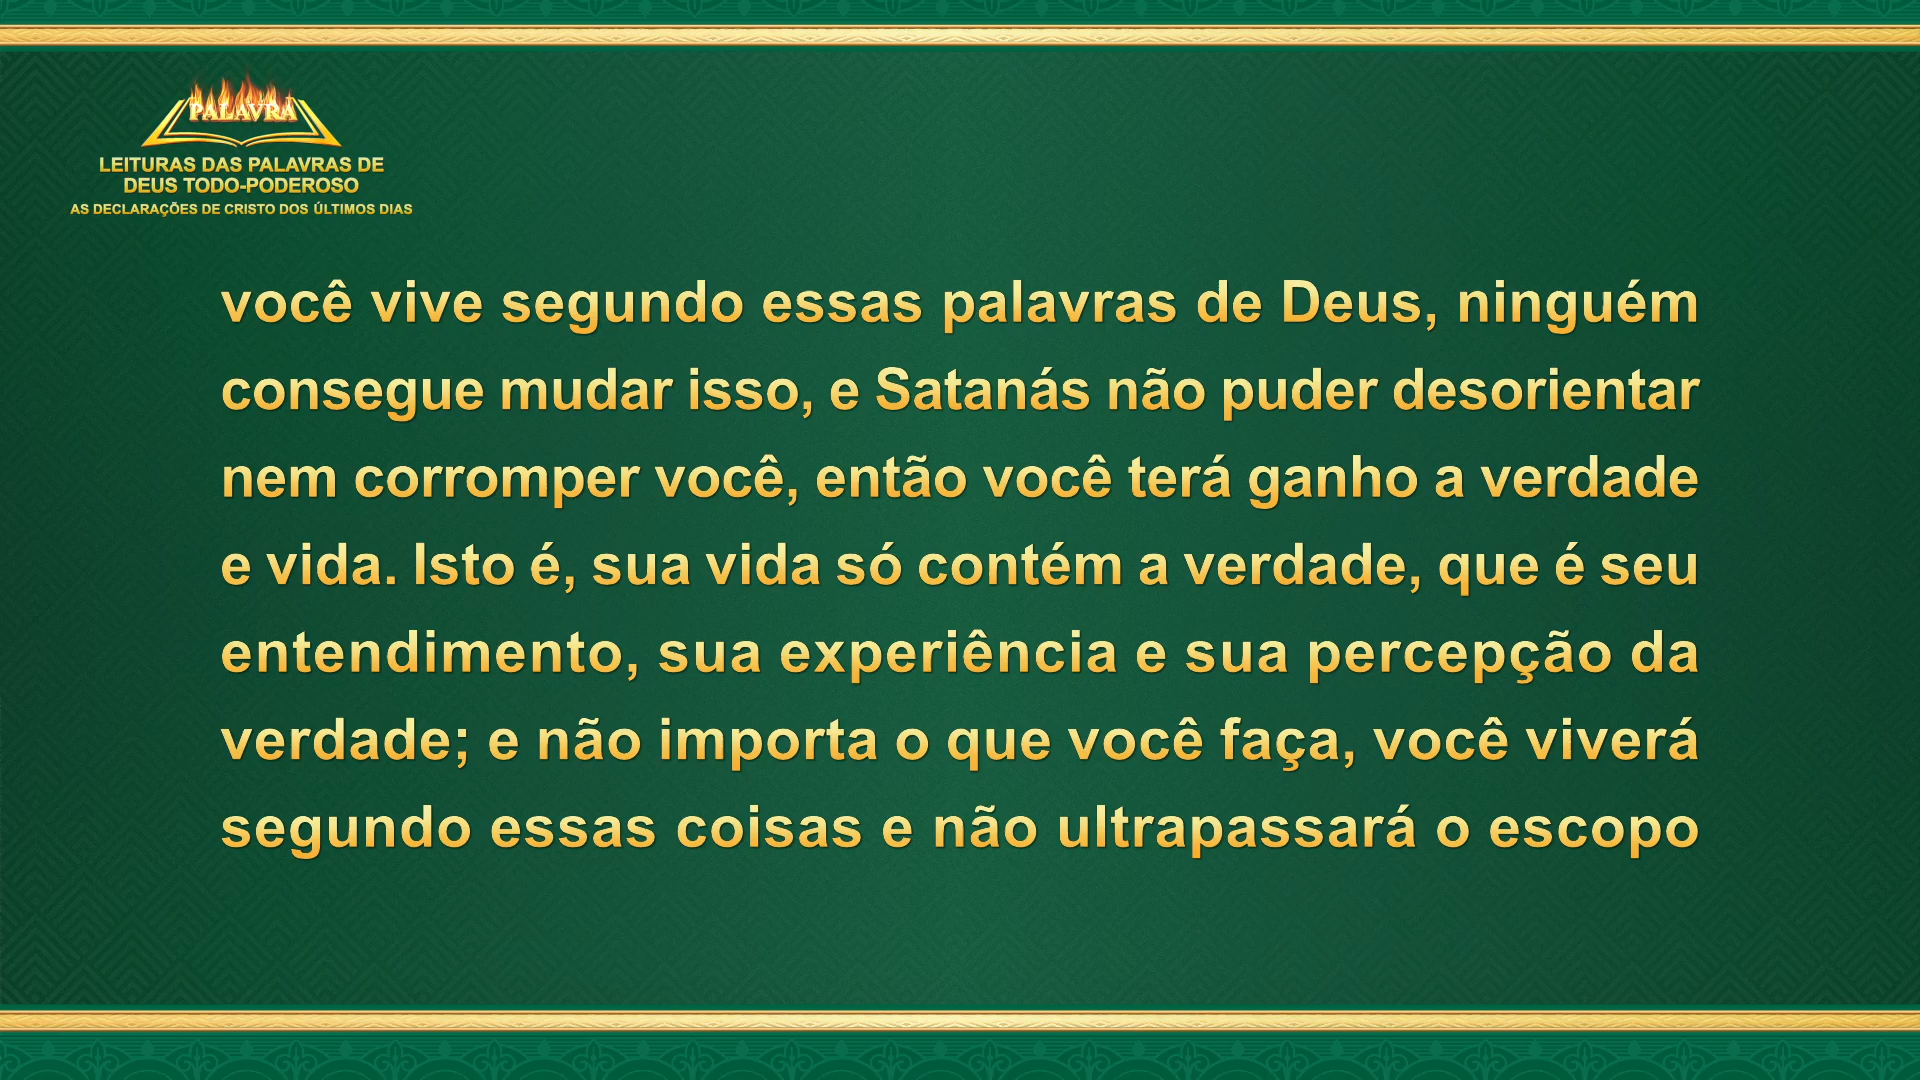 PALAVRA
LEITURAS DAS PALAVRAS DE
DEUS TODO-PODEROSO
AS DECLARAÇÕES DE CRISTO DOS ÚLTIMOS DIAS
você vive segundo essas palavras de Deus, ninguém
consegue mudar isso, e Satanás não puder desorientar
nem corromper você, então você terá ganho a verdade
e vida. Isto é, sua vida só contém a verdade, que é seu
entendimento, sua experiência e sua percepção da
verdade; e não importa o que você faça, você viverá
segundo essas coisas e não ultrapassará o escopo